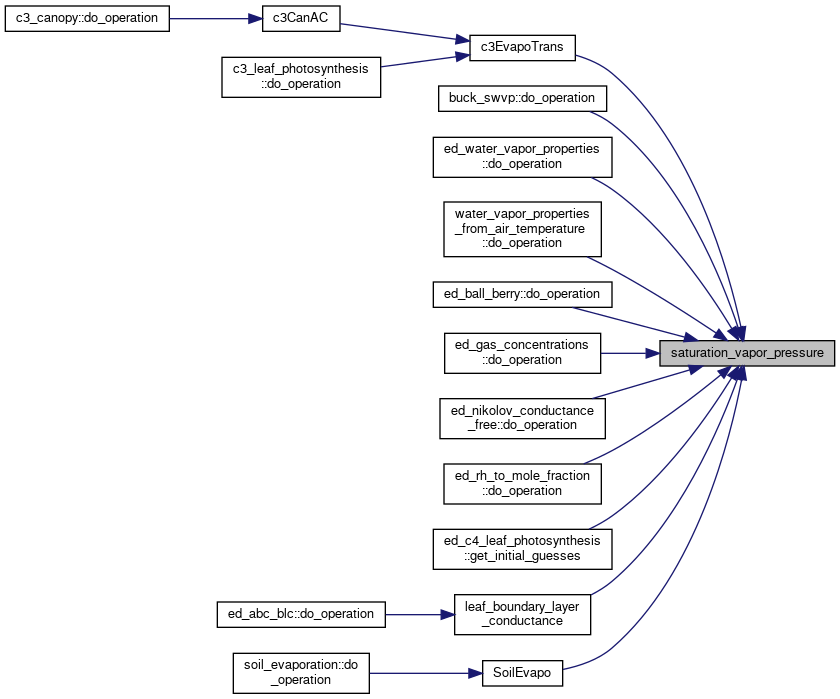 c3_canopy::do_operation
c3CanAC
c3_leaf_photosynthesis
::do_operation
c3EvapoTrans
buck_swvp::do_operation
ed_water_vapor_properties
::do_operation
water_vapor_properties
_from_air_temperature
::do_operation
ed_ball_berry::do_operation
ed_gas_concentrations
::do_operation
saturation_vapor_pressure
ed_nikolov_conductance
_free::do_operation
ed_rh_to_mole_fraction
::do_operation
ed_c4_leaf_photosynthesis
::get_initial_guesses
ed_abc_blc::do_operation
leaf_boundary_layer
_conductance
soil_evaporation::do
_operation
SoilEvapo